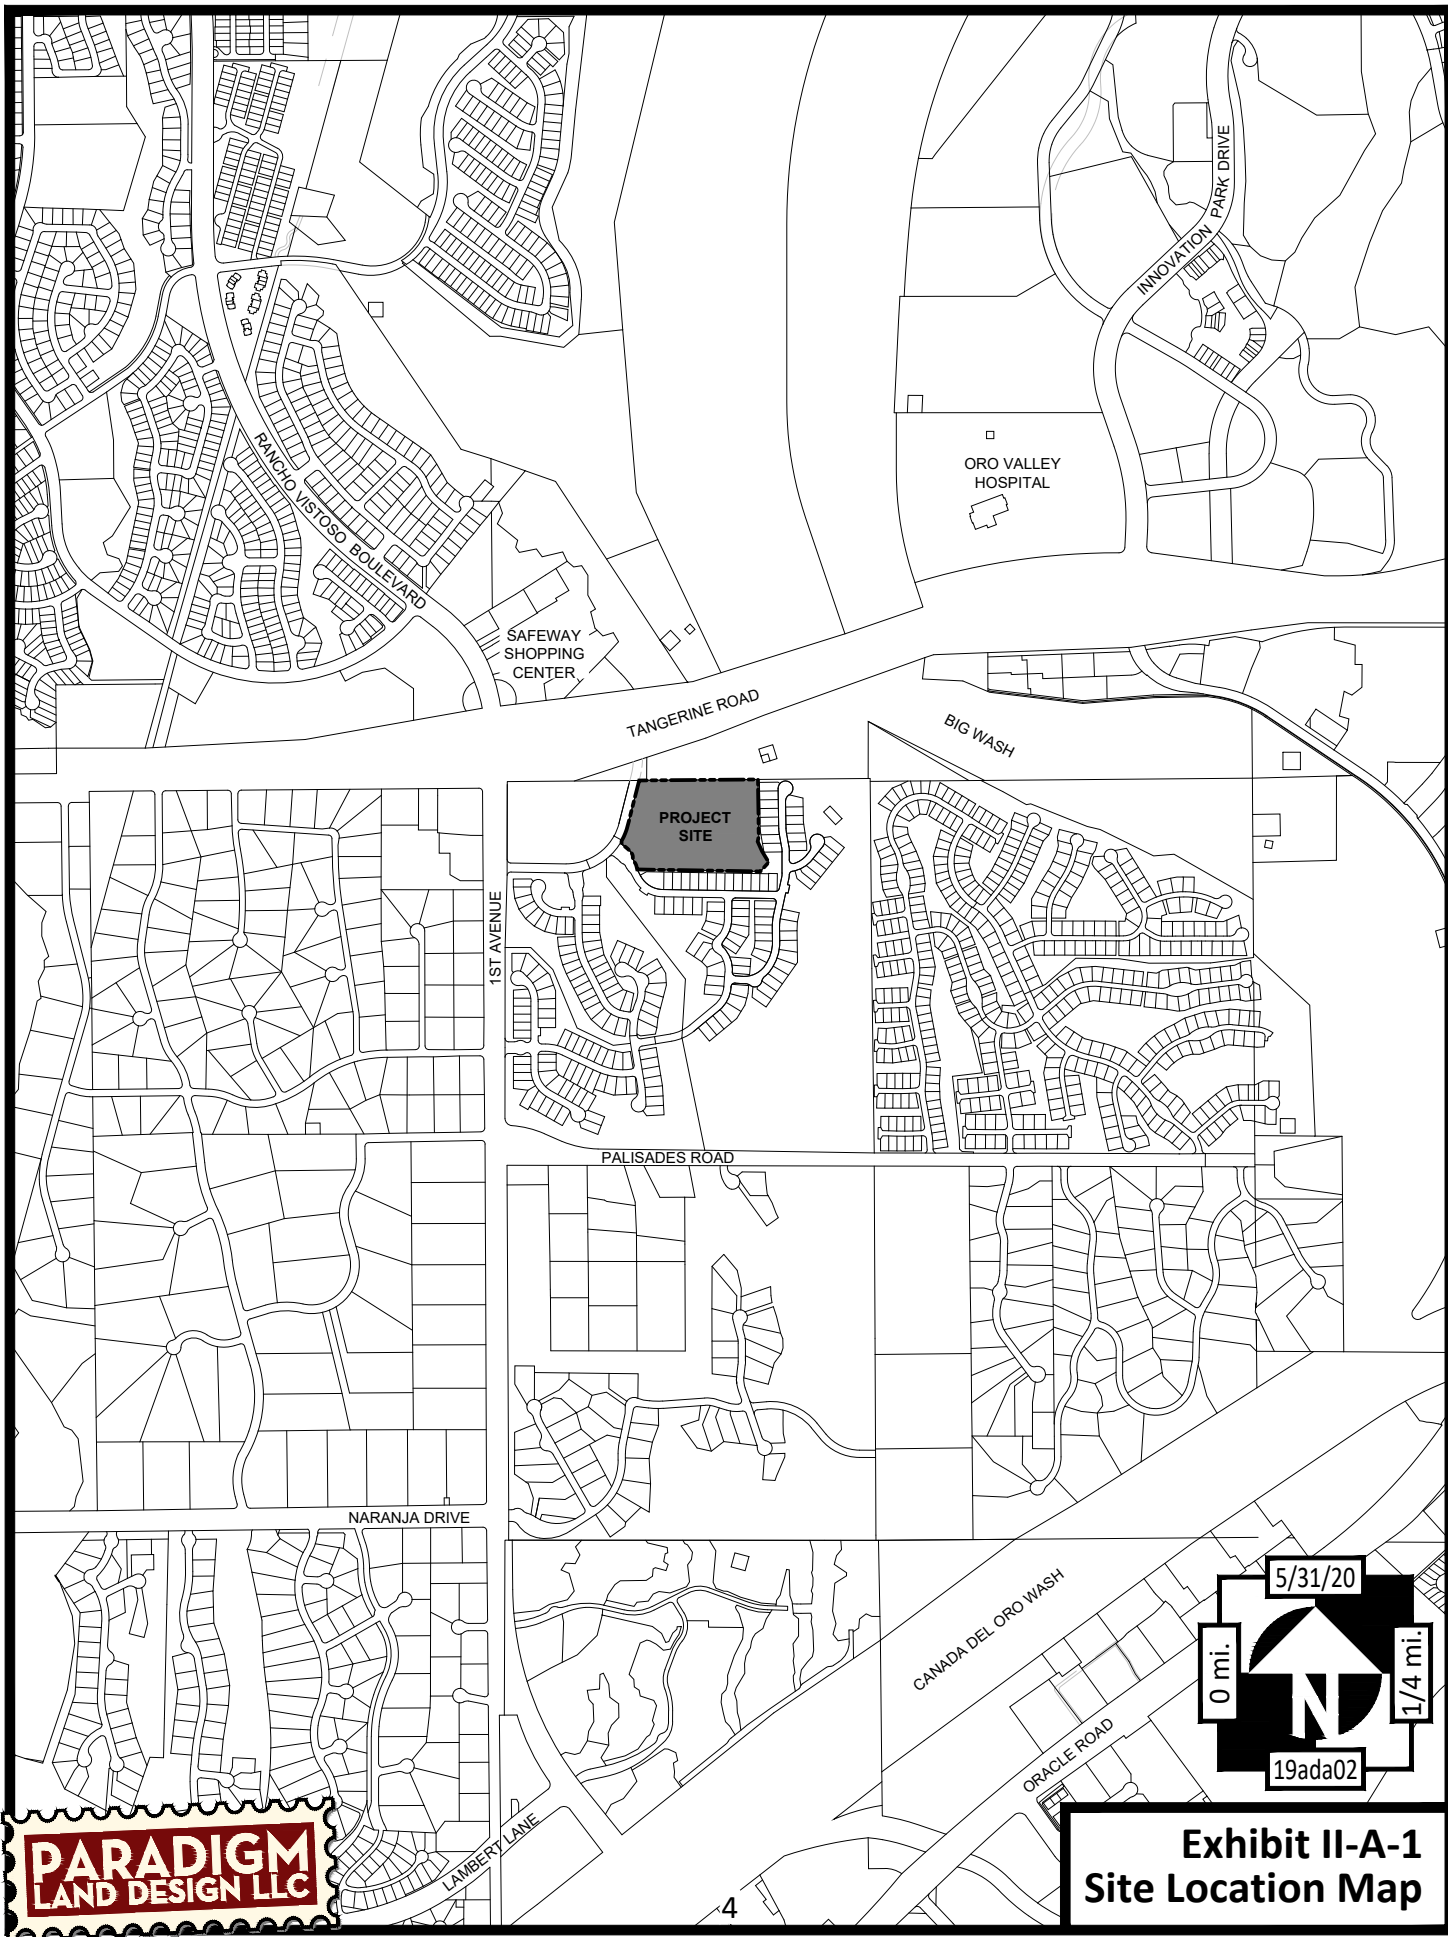 INNOVATION PARK DRIVE
ORO VALLEY
HOSPITAL
RANCHO VISTOSO BOULEVARD
SAFEWAY
SHOPPING
CENTER
TANGERINE ROAD
BIG WASH
PROJECT
SITE
1ST AVENUE
PALISADES ROAD
NARANJA DRIVE
CANADA DEL ORO WASH
ORACLE ROAD
LAMBERT LANE
5/31/20
0 mi.
1/4 mi.
N
19ada02
PARADIGM
LAND DESIGN LLC
4
Exhibit II-A-1
Site Location Map